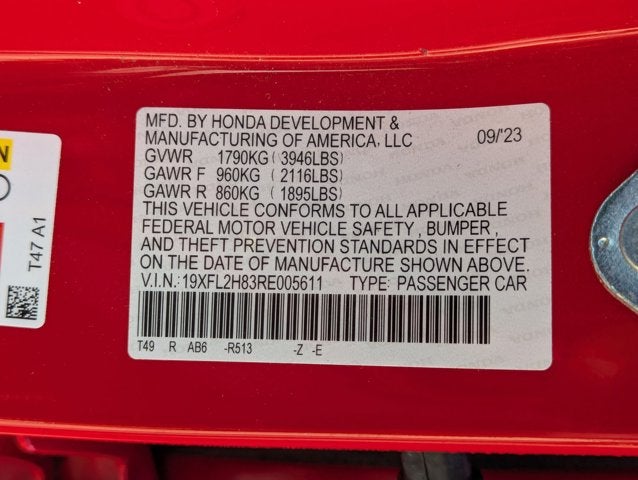 MFD. BY HONDA DEVELOPMENT &
MANUFACTURING OF AMERICA, LLC 09/'23
GVWR 1790KG (3946LBS)
GAWR F 960KG (2116LBS)
GAWR R 860KG (1895LBS)
THIS VEHICLE CONFORMS TO ALL APPLICABLE
FEDERAL MOTOR VEHICLE SAFETY, BUMPER,
AND THEFT PREVENTION STANDARDS IN EFFECT
ON THE DATE OF MANUFACTURE SHOWN ABOVE.
V.I.N.:19XFL2H83RE005611 TYPE: PASSENGER CAR
T49 R AB6 -R513 -Z -E
T47 A1